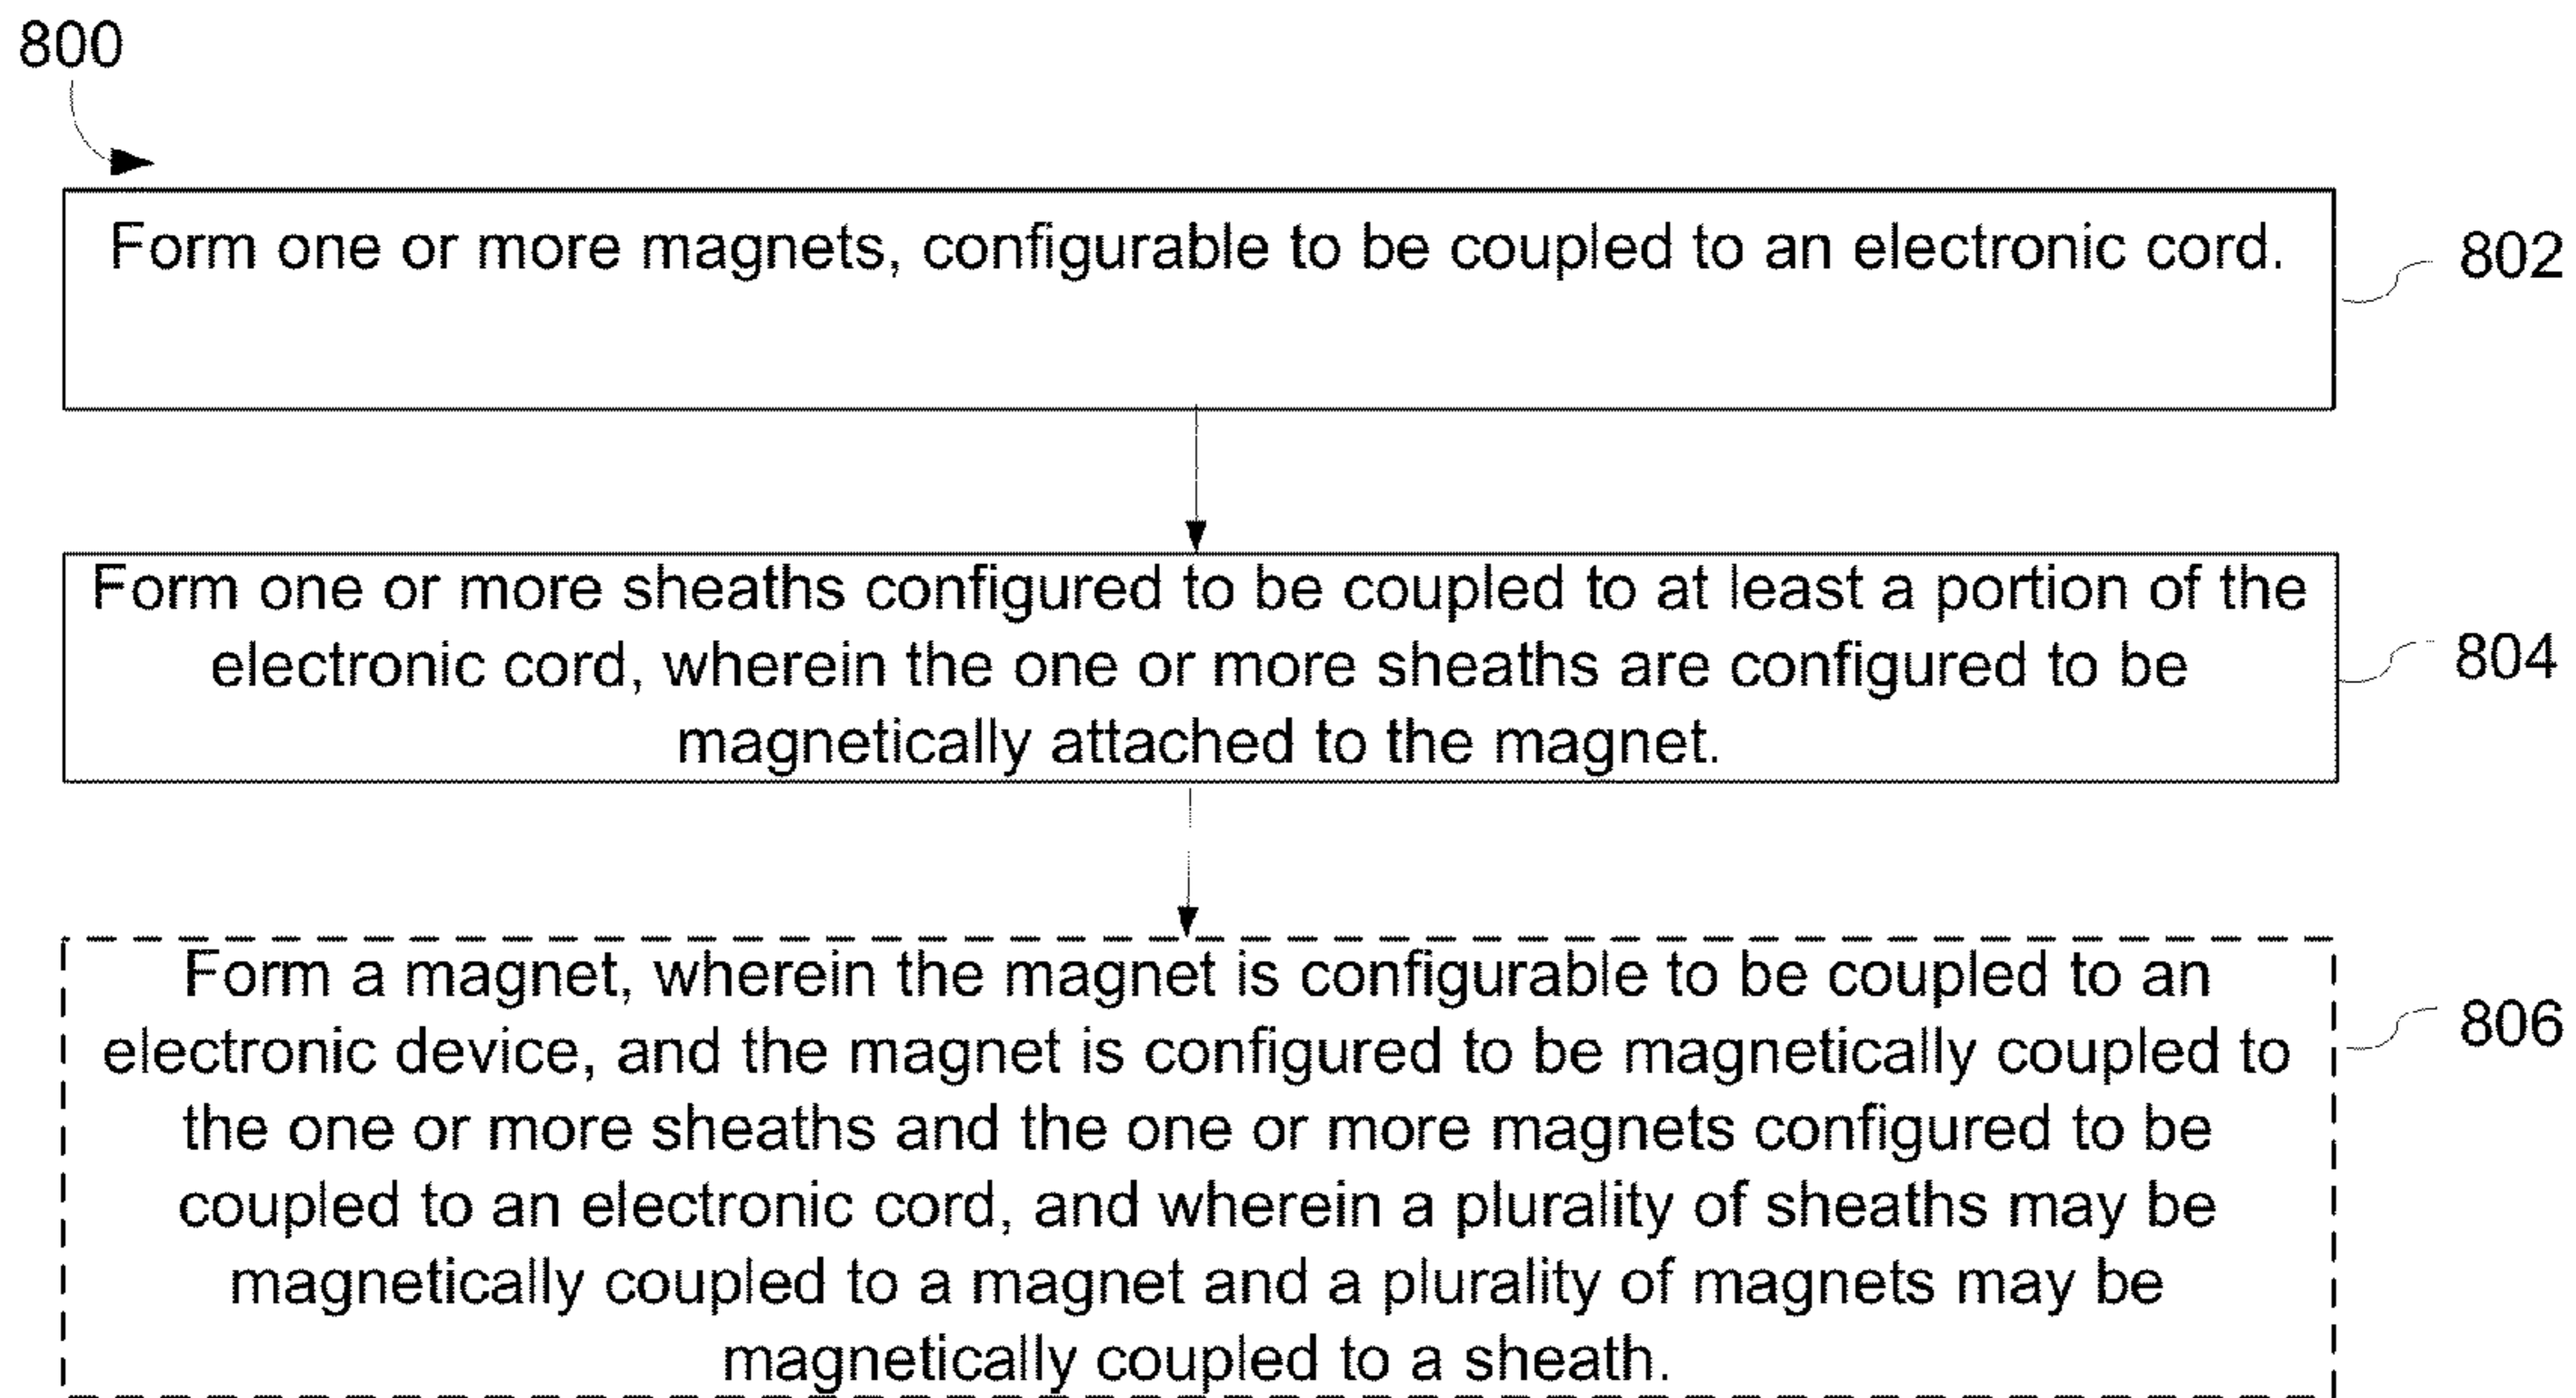 800
Form one or more magnets, configurable to be coupled to an electronic cord.
802
Form one or more sheaths configured to be coupled to at least a portion of the
electronic cord, wherein the one or more sheaths are configured to be
magnetically attached to the magnet.
804
Form a magnet, wherein the magnet is configurable to be coupled to an
electronic device, and the magnet is configured to be magnetically coupled to
the one or more sheaths and the one or more magnets configured to be
coupled to an electronic cord, and wherein a plurality of sheaths may be
magnetically coupled to a magnet and a plurality of magnets may be
magnetically coupled to a sheath.
806